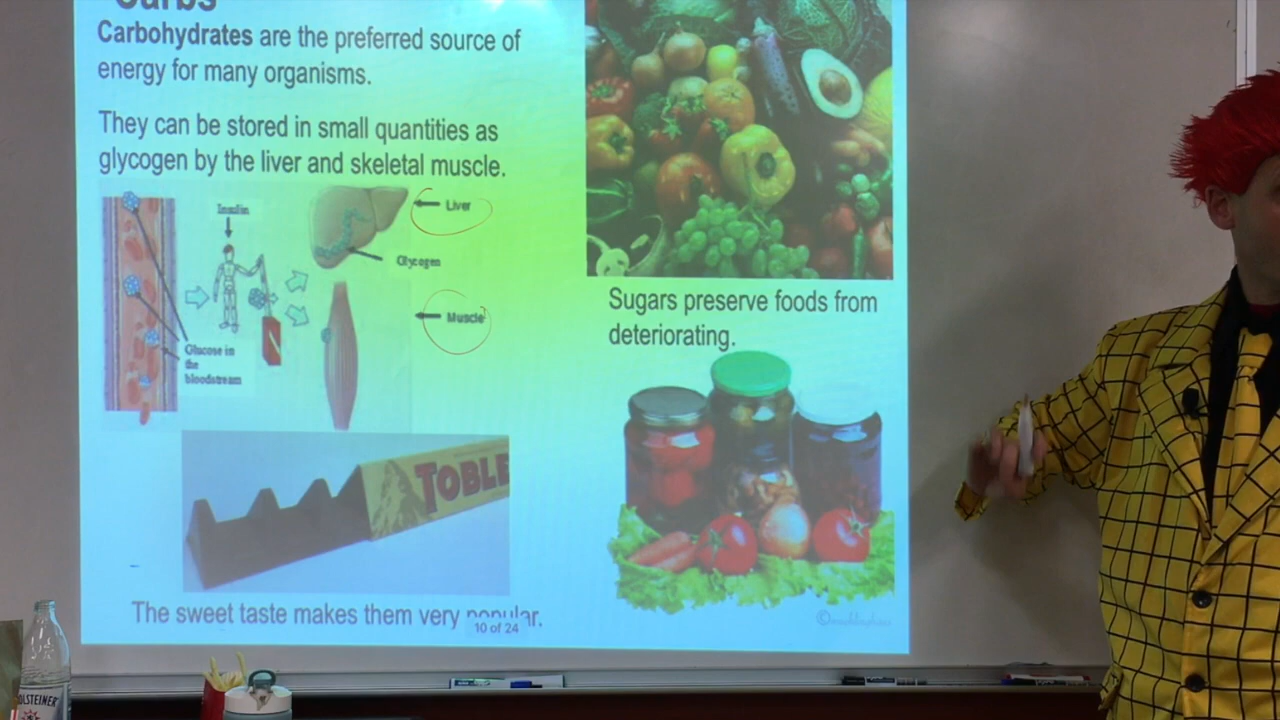 Carbs
Carbohydrates are the preferred source of
energy for many organisms.
They can be stored in small quantities as
glycogen by the liver and skeletal muscle.
Insulin
Liver
Glycogen
Muscle
Glucose in
the
bloodstream
TOBLE
The sweet taste makes them very popular.
10 of 24
Sugars preserve foods from
deteriorating.
OLSTEINER